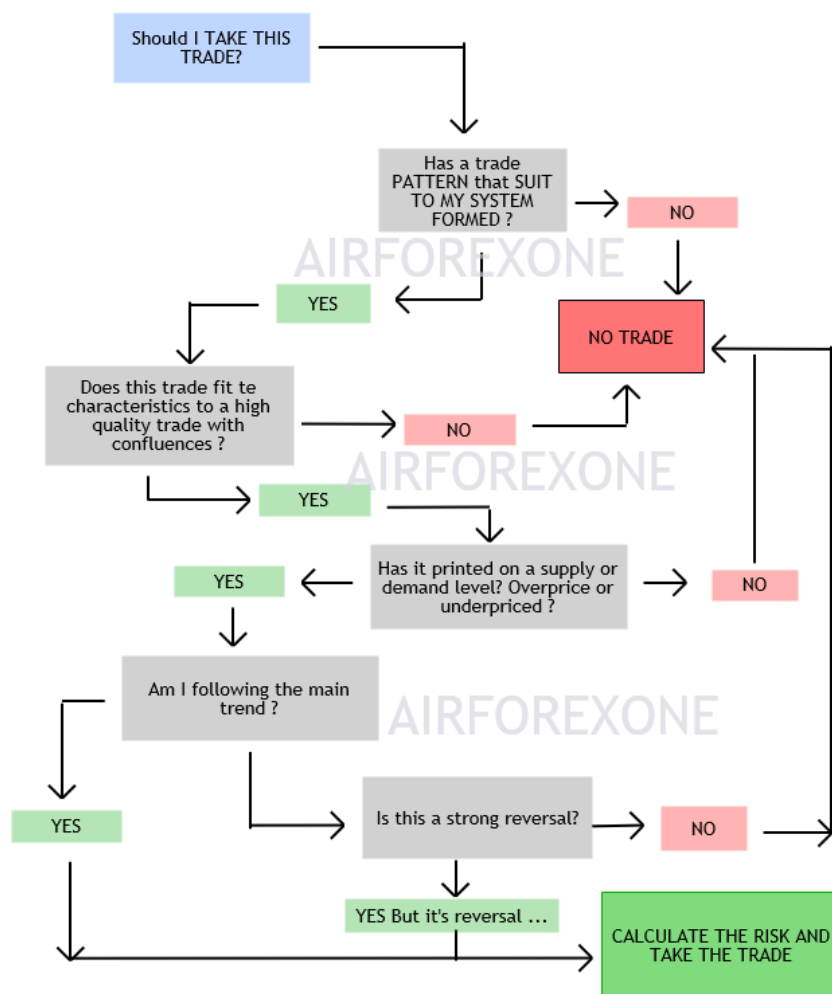 Should I TAKE THIS
TRADE?
Has a trade
PATTERN that SUIT
TO MY SYSTEM
FORMED ?
NO
AIRFOREXONE
YES
NO TRADE
Does this trade fit te
characteristics to a high
quality trade with
confluences ?
NO
AIRFOREXONE
YES
Has it printed on a supply or
demand level? Overprice or
underpriced ?
YES
NO
Am I following the main
trend ?
AIRFOREXONE
YES
Is this a strong reversal?
NO
YES But it's reversal ...
CALCULATE THE RISK AND
TAKE THE TRADE